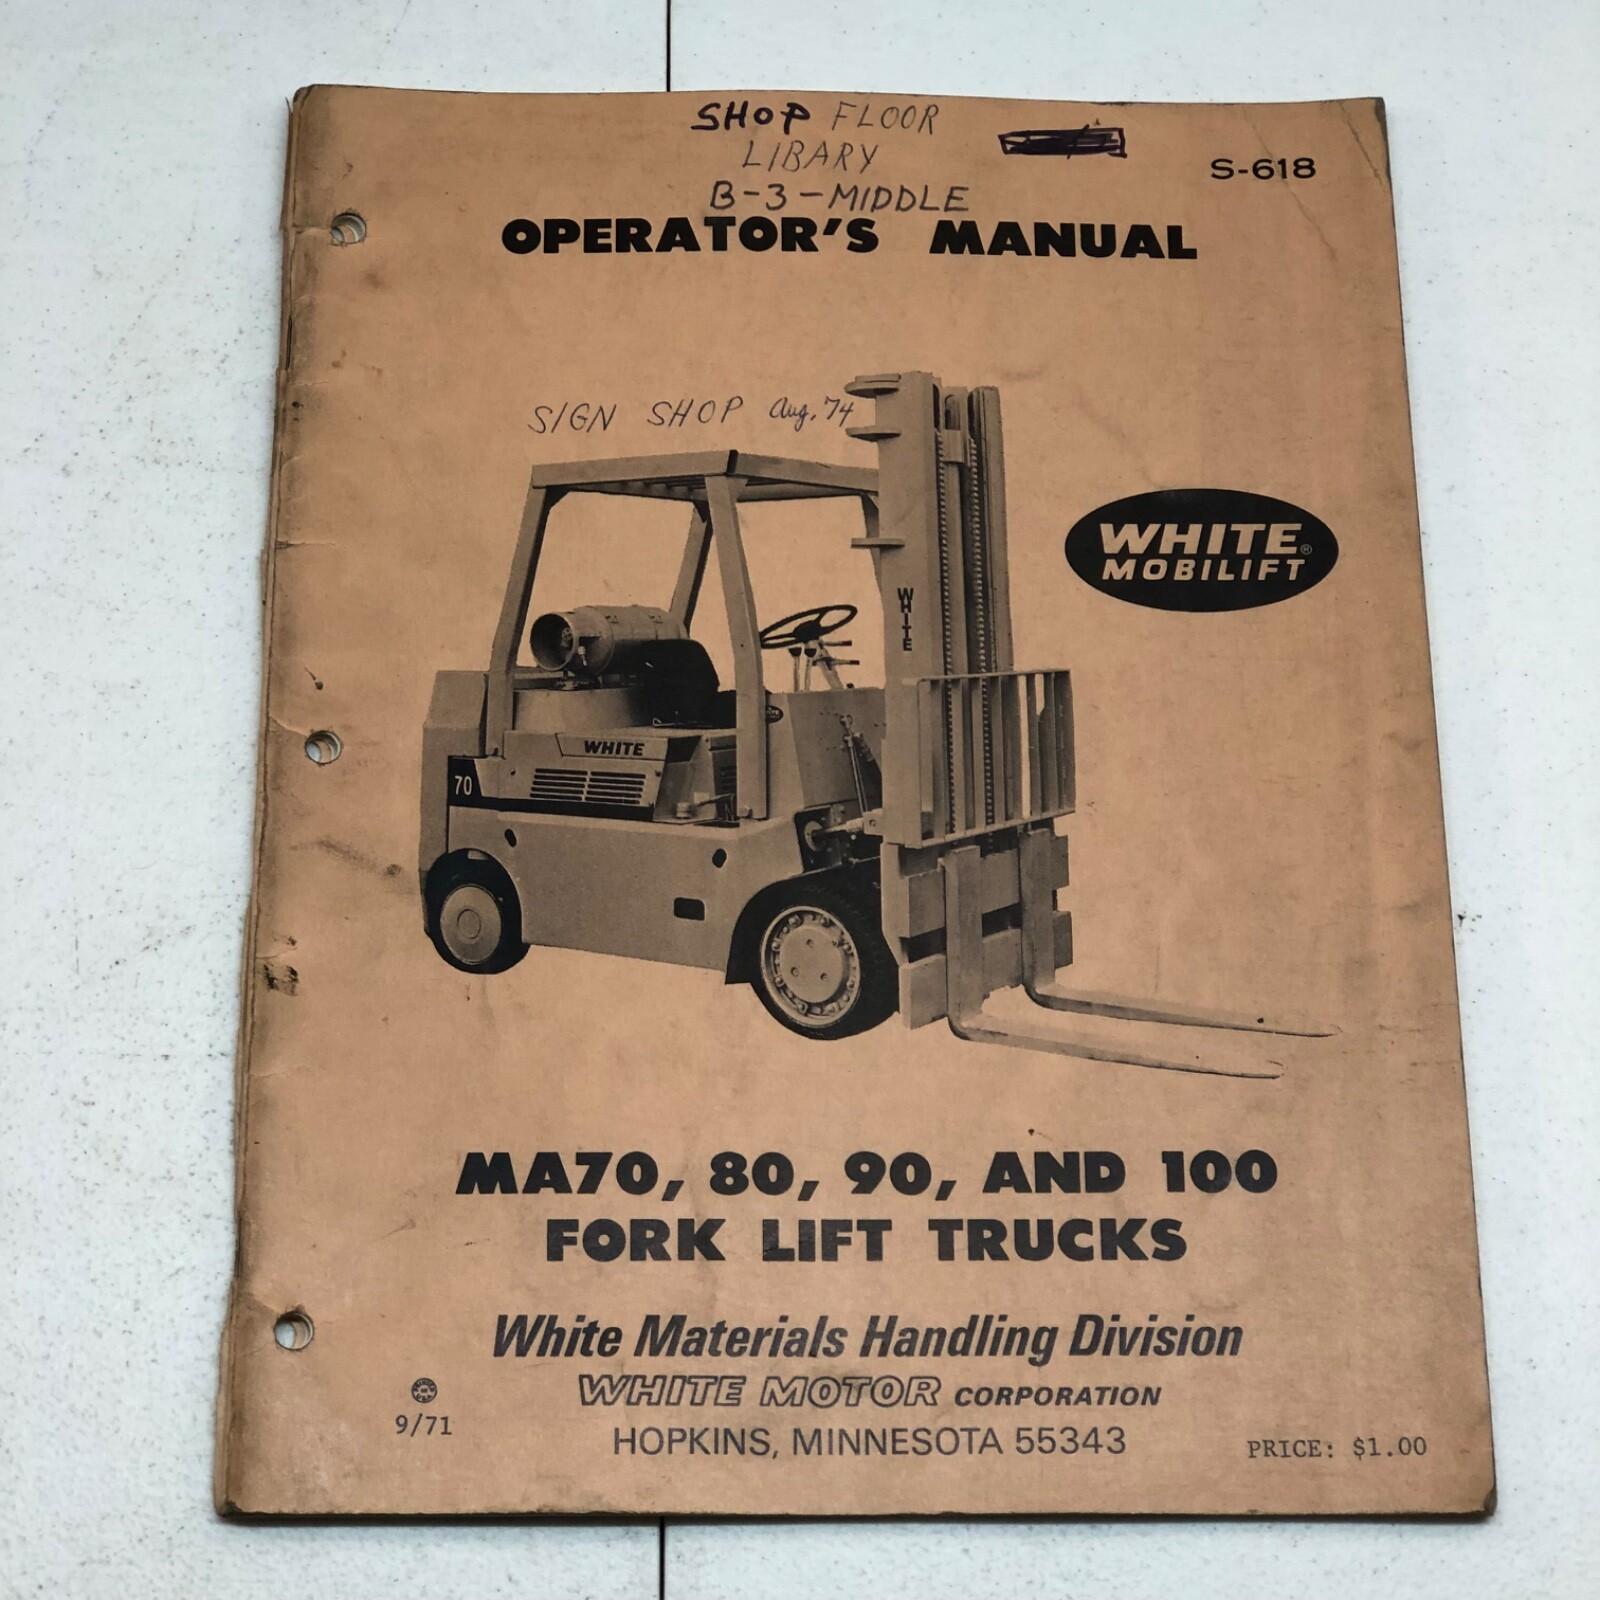 SHOP FLOOR
LIBARY
B-3-MIDDLE
S-618
OPERATOR'S MANUAL
SIGN SHOP Aug, 74
WHITE®
MOBILIFT
WHITE
WHITE
70
MA70, 80, 90, AND 100
FORK LIFT TRUCKS
White Materials Handling Division
WHITE MOTOR CORPORATION
HOPKINS, MINNESOTA 55343
9/71
PRICE: $1.00